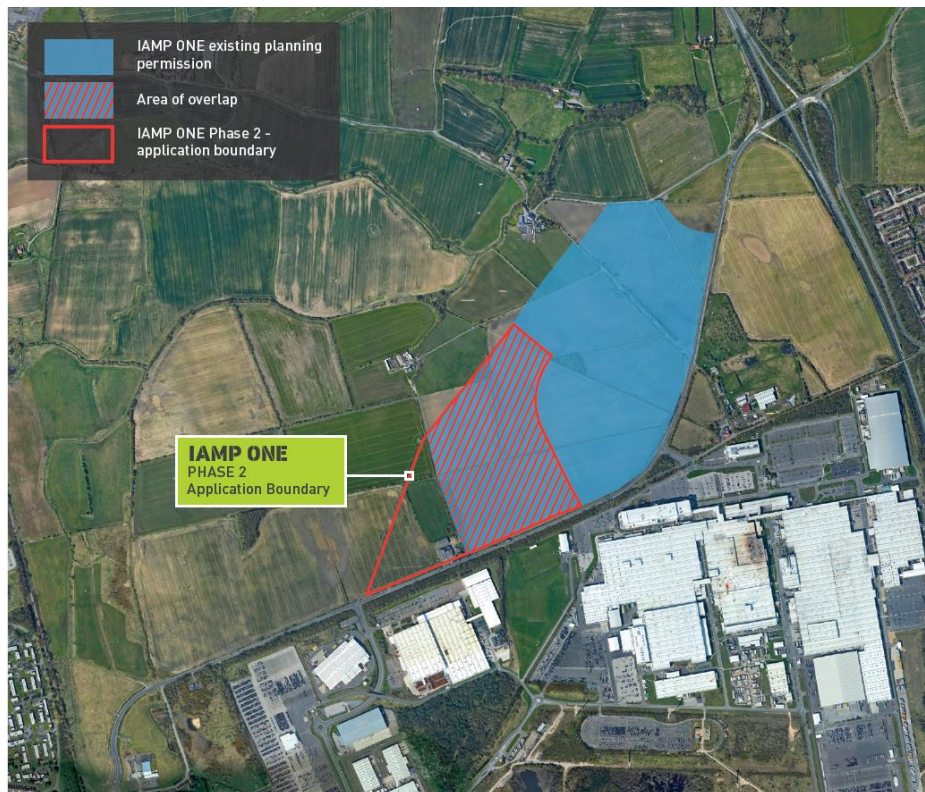 IAMP ONE existing planning
permission
Area of overlap
IAMP ONE Phase 2 -
application boundary
IAMP ONE
PHASE 2
Application Boundary